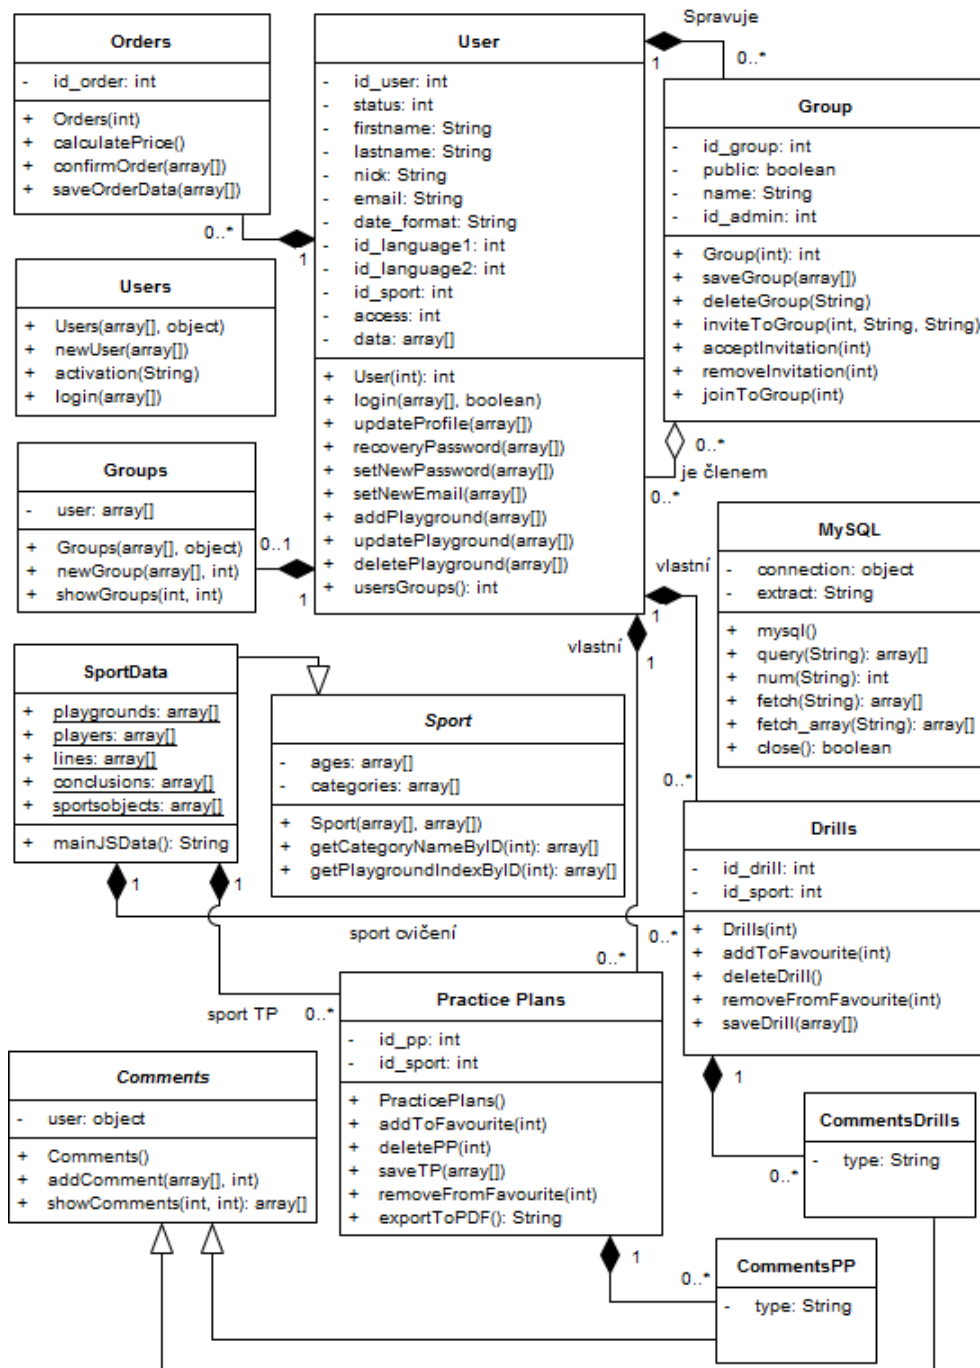 Orders
- id_order: int
+ Orders(int)
+ calculatePrice()
+ confirmOrder(array[])
+ saveOrderData(array[])
0..*
1
User
- id_user: int
- status: int
- firstname: String
- lastname: String
- nick: String
- email: String
- date_format: String
- id_language1: int
- id_language2: int
- id_sport: int
- access: int
- data: array[]
+ User(int): int
+ login(array[], boolean)
+ updateProfile(array[])
+ recoveryPassword(array[])
+ setNewPassword(array[])
+ setNewEmail(array[])
+ addPlayground(array[])
+ updatePlayground(array[])
+ deletePlayground(array[])
+ usersGroups(): int
Spravuje
1
0..*
Group
- id_group: int
- public: boolean
- name: String
- id_admin: int
+ Group(int): int
+ saveGroup(array[])
+ deleteGroup(String)
+ inviteToGroup(int, String, String)
+ acceptInvitation(int)
+ removeInvitation(int)
+ joinToGroup(int)
0..*
je členem
0..*
Users
+ Users(array[], object)
+ newUser(array[])
+ activation(String)
+ login(array[])
Groups
- user: array[]
+ Groups(array[], object)
+ newGroup(array[], int)
+ showGroups(int, int)
0..1
1
MySQL
- connection: object
- extract: String
+ mysql()
+ query(String): array[]
+ num(String): int
+ fetch(String): array[]
+ fetch_array(String): array[]
+ close(): boolean
vlastní
1
0..*
vlastní
1
0..*
SportData
+ playgrounds: array[]
+ players: array[]
+ lines: array[]
+ conclusions: array[]
+ sportsobjects: array[]
+ mainJSData(): String
1
1
Sport
- ages: array[]
- categories: array[]
+ Sport(array[], array[])
+ getCategoryNameByID(int): array[]
+ getPlaygroundIndexByID(int): array[]
sport cvičení
0..*
Drills
- id_drill: int
- id_sport: int
+ Drills(int)
+ addToFavourite(int)
+ deleteDrill()
+ removeFromFavourite(int)
+ saveDrill(array[])
1
0..*
sport TP
0..*
Practice Plans
- id_pp: int
- id_sport: int
+ PracticePlans()
+ addToFavourite(int)
+ deletePP(int)
+ saveTP(array[])
+ removeFromFavourite(int)
+ exportToPDF(): String
1
0..*
Comments
- user: object
+ Comments()
+ addComment(array[], int)
+ showComments(int, int): array[]
CommentsDrills
- type: String
CommentsPP
- type: String